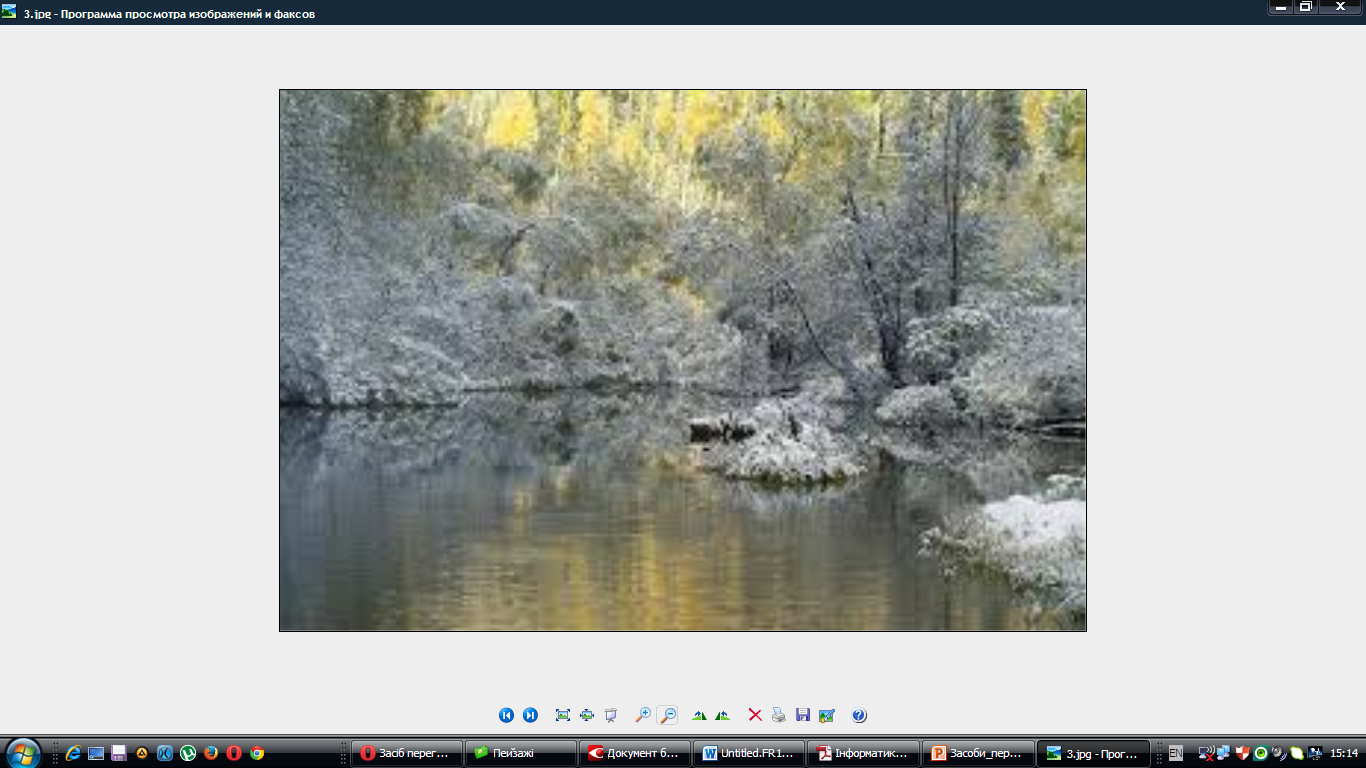 3.jpg - Программа просмотра изображений и факсов
Засіб перег...
Пейзажі
Документ б...
Untitled.FR1...
Інформатик...
Засоби_пер...
3.jpg - Прог...
EN
15:14